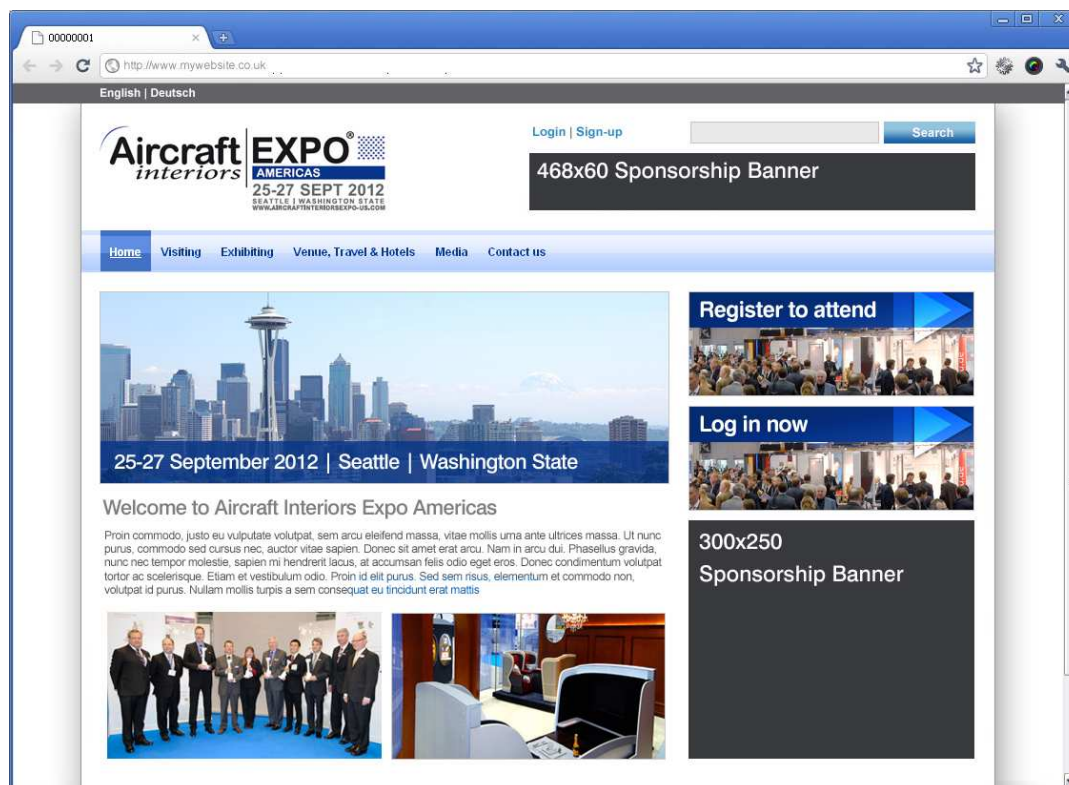 00000001
http://www.mywebsite.co.uk
English | Deutsch
Aircraft interiors
EXPO®
AMERICAS
25-27 SEPT 2012
SEATTLE | WASHINGTON STATE
WWW.AIRCRAFTINTERIORSEXPO-US.COM
Login | Sign-up
Search
468x60 Sponsorship Banner
Home Visiting Exhibiting Venue, Travel & Hotels Media Contact us
25-27 September 2012 | Seattle | Washington State
Register to attend
Log in now
300x250
Sponsorship Banner
Welcome to Aircraft Interiors Expo Americas
Proin commodo, justo eu vulputate volutpat, sem arcu eleifend massa, vitae mollis urna ante ultrices massa. Ut nunc
purus, commodo sed cursus nec, auctor vitae sapien. Donec sit amet erat arcu. Nam in arcu dui. Phasellus gravida,
nunc nec tempor molestie, sapien mi hendrerit lacus, at accumsan felis odio eget eros. Donec condimentum volutpat
tortor ac scelerisque. Etiam et vestibulum odio. Proin id elit purus. Sed sem risus, elementum et commodo non,
volutpat id purus. Nullam mollis turpis a sem consequat eu tincidunt erat mattis